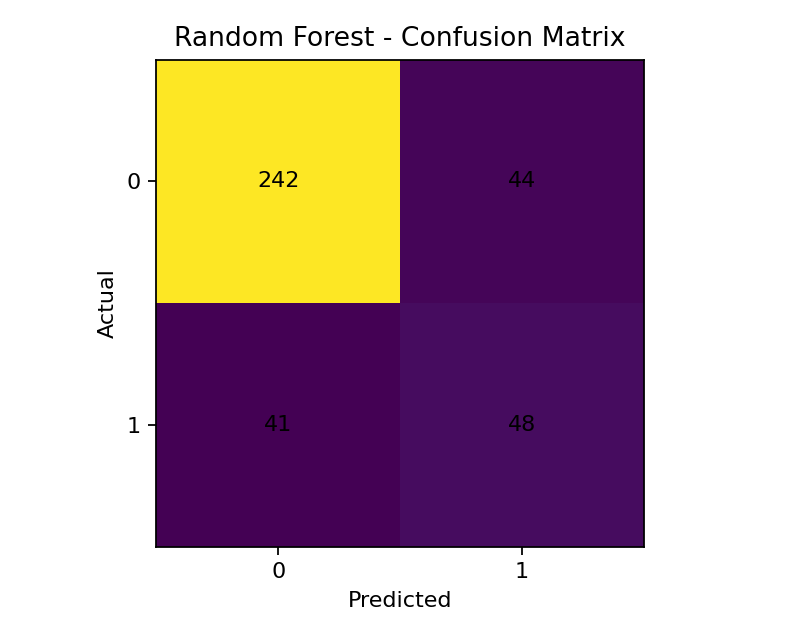 Random Forest - Confusion Matrix
0
242
44
Actual
1
41
48
0
1
Predicted